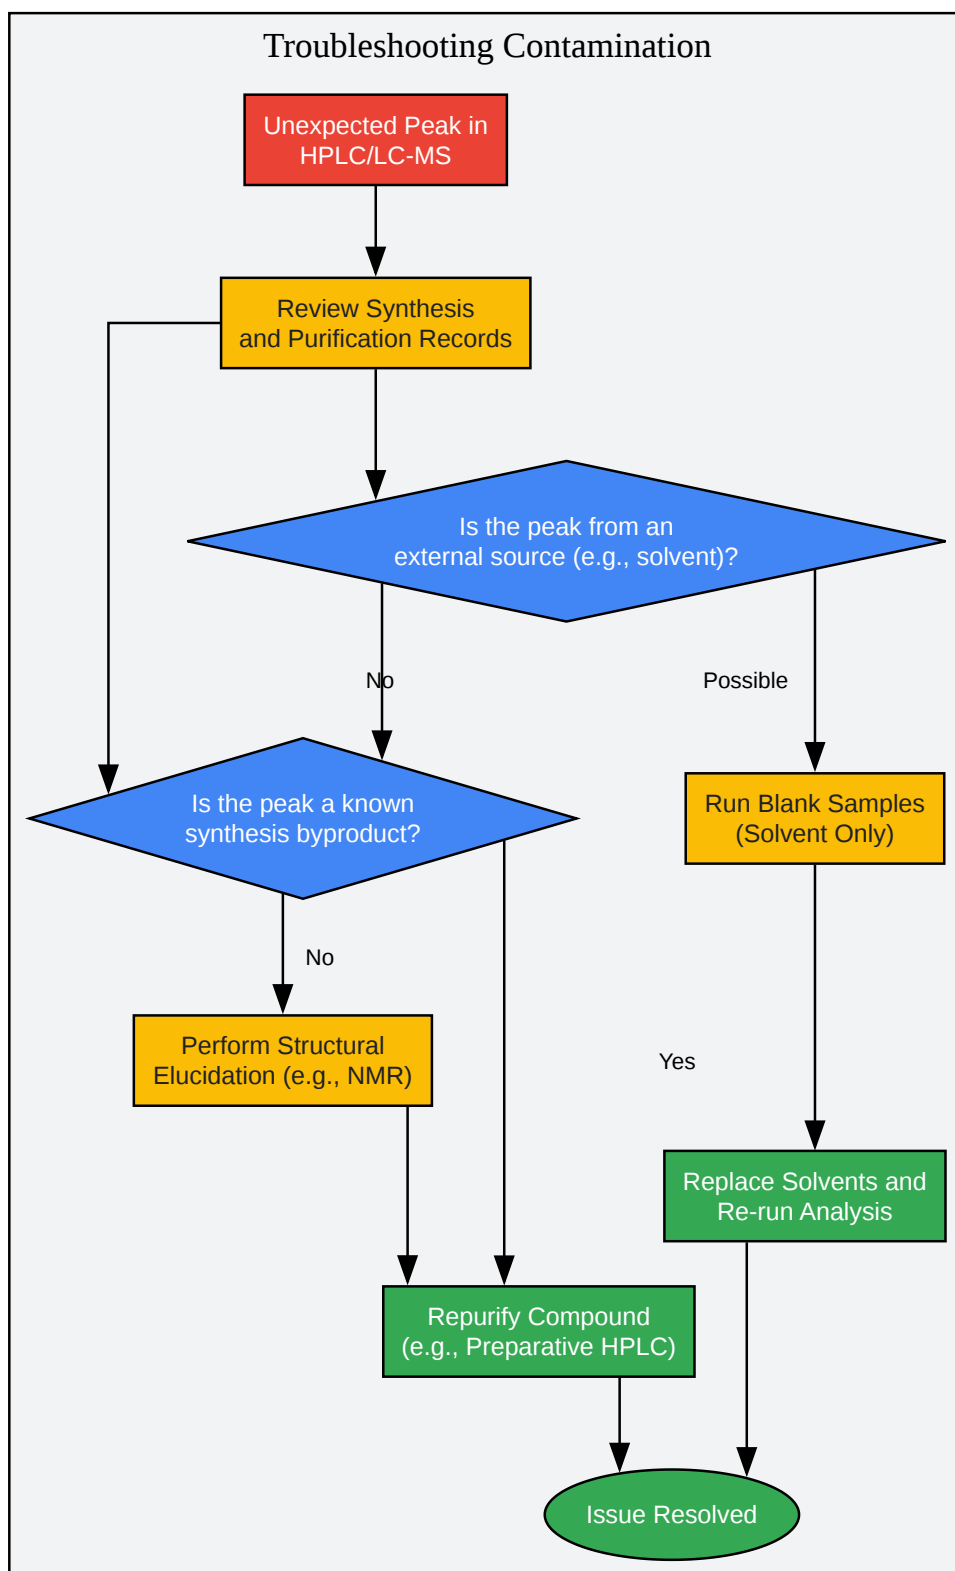 Troubleshooting Contamination
Unexpected Peak in
HPLC/LC-MS
Review Synthesis
and Purification Records
Is the peak from an
external source (e.g., solvent)?
No
Possible
Is the peak a known
synthesis byproduct?
Run Blank Samples
(Solvent Only)
No
Perform Structural
Elucidation (e.g., NMR)
Yes
Replace Solvents and
Re-run Analysis
Repurify Compound
(e.g., Preparative HPLC)
Issue Resolved